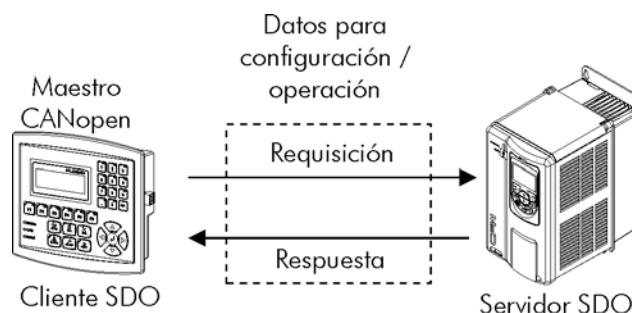 Datos para
configuración /
operación
Maestro
CANopen
Requisición
Respuesta
Cliente SDO
Servidor SDO